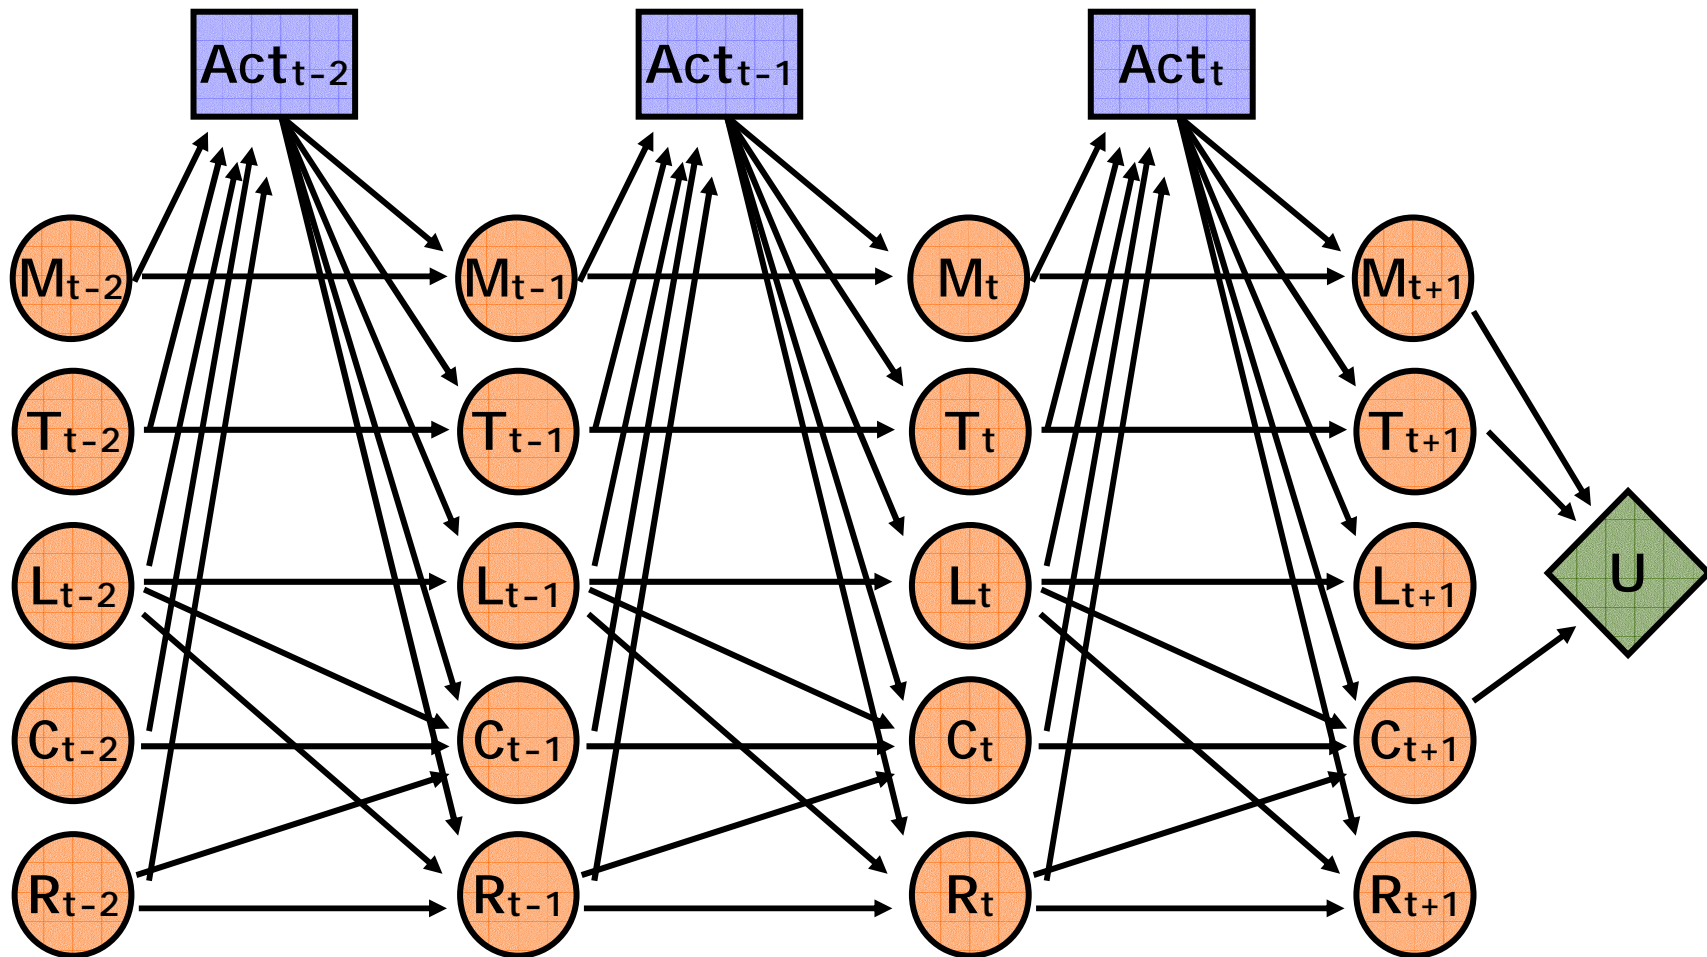 Act t-2 Act t-1 Act t
M t-2 M t-1 M t M t+1
T t-2 T t-1 T t T t+1
L t-2 L t-1 L t L t+1
U
C t-2 C t-1 C t C t+1
R t-2 R t-1 R t R t+1